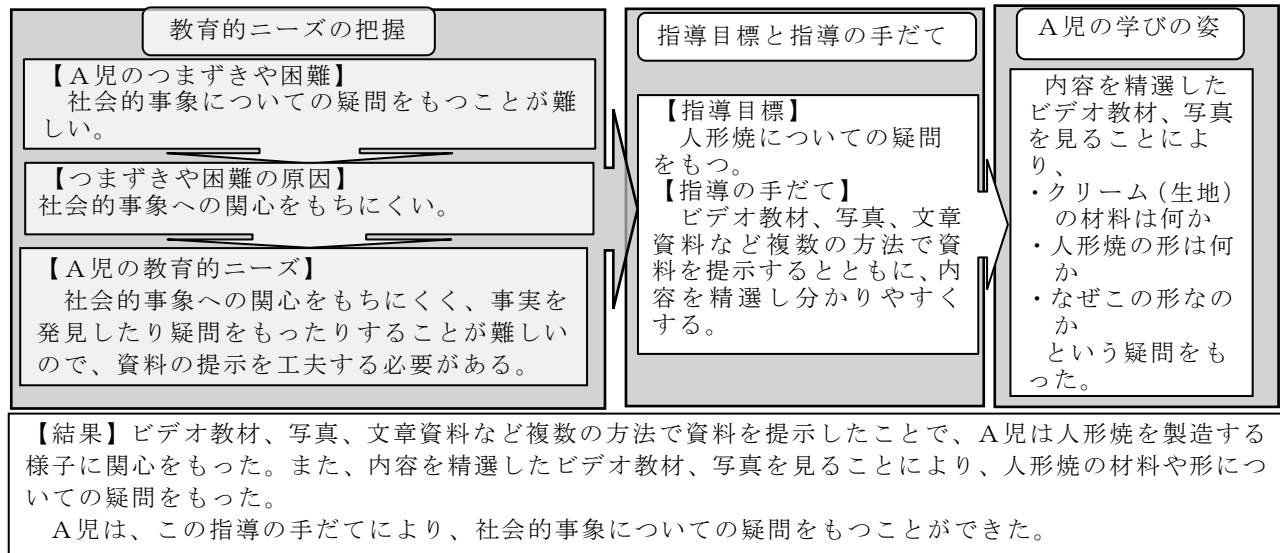 教育的ニーズの把握
【A児のつまずきや困難】
社会的事象についての疑問をもつことが難
しい。
【つまずきや困難の原因】
社会的事象への関心をもちにくい。
【A児の教育的ニーズ】
社会的事象への関心をもちにくく、事実を
発見したり疑問をもったりすることが難しい
ので、資料の提示を工夫する必要がある。
指導目標と指導の手だて
【指導目標】
人形焼についての疑問
をもつ。
【指導の手だて】
ビデオ教材、写真、文章
資料など複数の方法で資
料を提示するとともに、内
容を精選し分かりやすく
する。
A児の学びの姿
内容を精選した
ビデオ教材、写真
を見ることによ
り、
・クリーム(生地)
の材料は何か
・人形焼の形は何
か
・なぜこの形なの
か
という疑問をも
った。
【結果】ビデオ教材、写真、文章資料など複数の方法で資料を提示したことで、A児は人形焼を製造する
様子に関心をもった。また、内容を精選したビデオ教材、写真を見ることにより、人形焼の材料や形につ
いての疑問をもった。
A児は、この指導の手だてにより、社会的事象についての疑問をもつことができた。